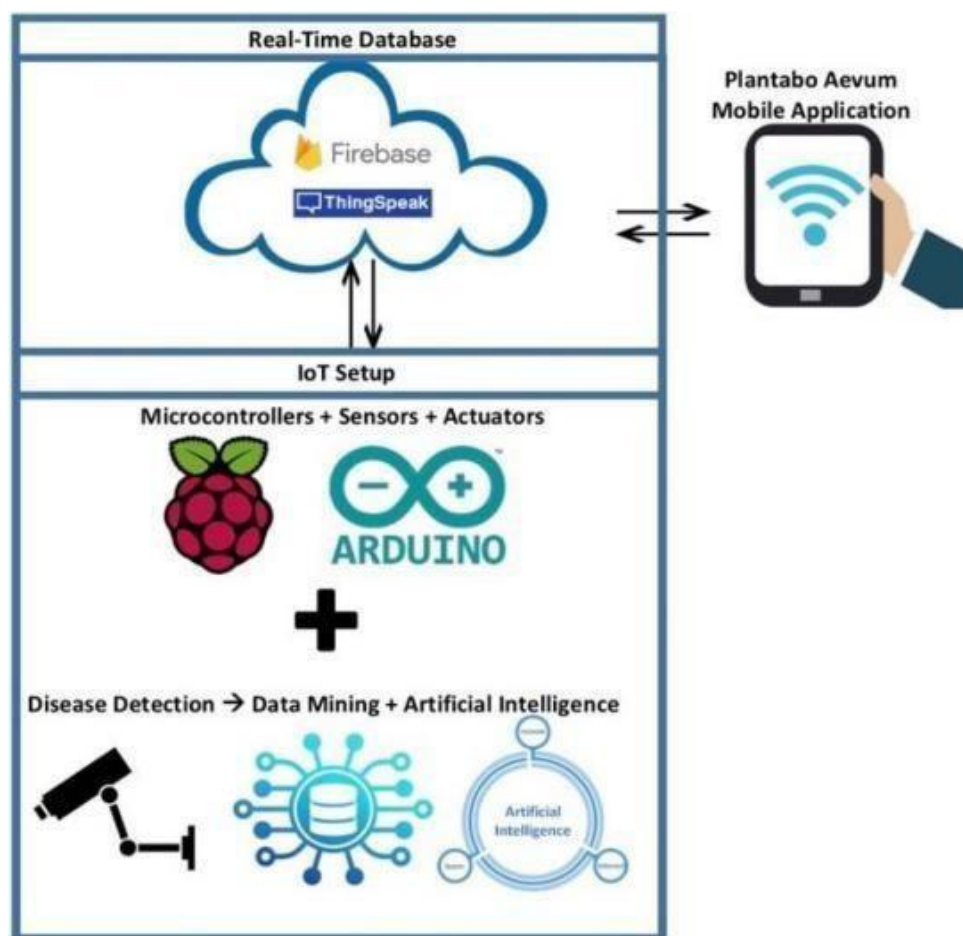 Real-Time Database
Firebase
ThingSpeak
Plantabo Aevum
Mobile Application
IoT Setup
Microcontrollers + Sensors + Actuators
ARDUINO
TM
Disease Detection → Data Mining + Artificial Intelligence
Artificial
Intelligence